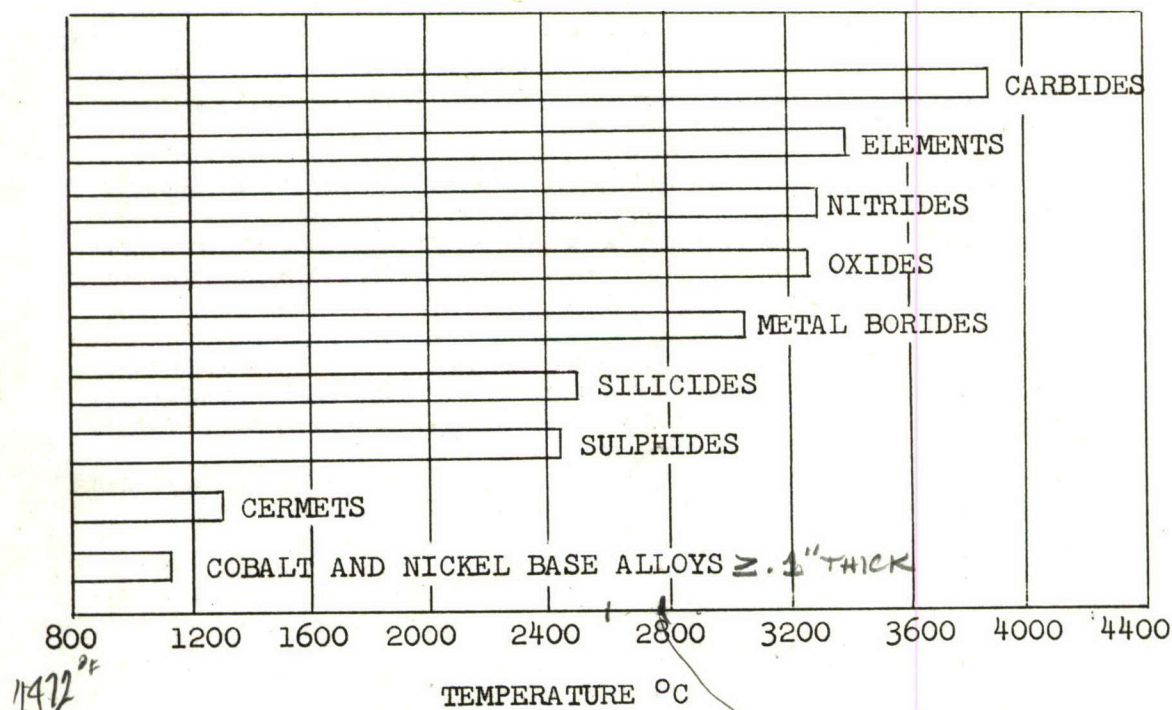 CARBIDES
ELEMENTS
NITRIDES
OXIDES
METAL BORIDES
SILICIDES
SULPHIDES
CERMETS
COBALT AND NICKEL BASE ALLOYS ≥.1" THICK
800 1200 1600 2000 2400 2800 3200 3600 4000 4400
1472°F
TEMPERATURE °C